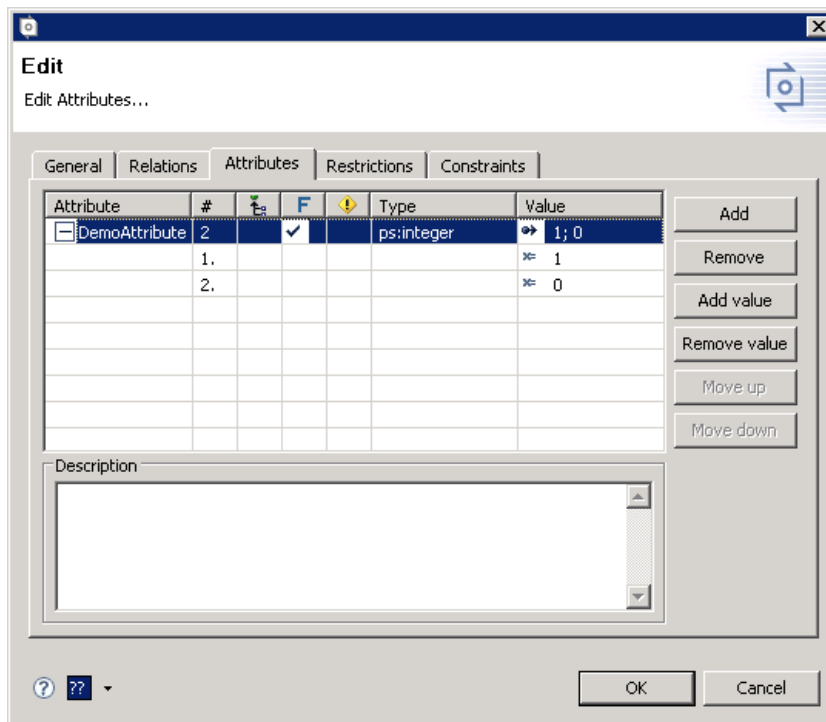 Edit
Edit Attributes...
General Relations Attributes Restrictions Constraints
Attribute # F Type Value
DemoAttribute 2 ps:integer 1; 0
1. 1
2. 0
Add
Remove
Add value
Remove value
Move up
Move down
Description
?
??
OK Cancel